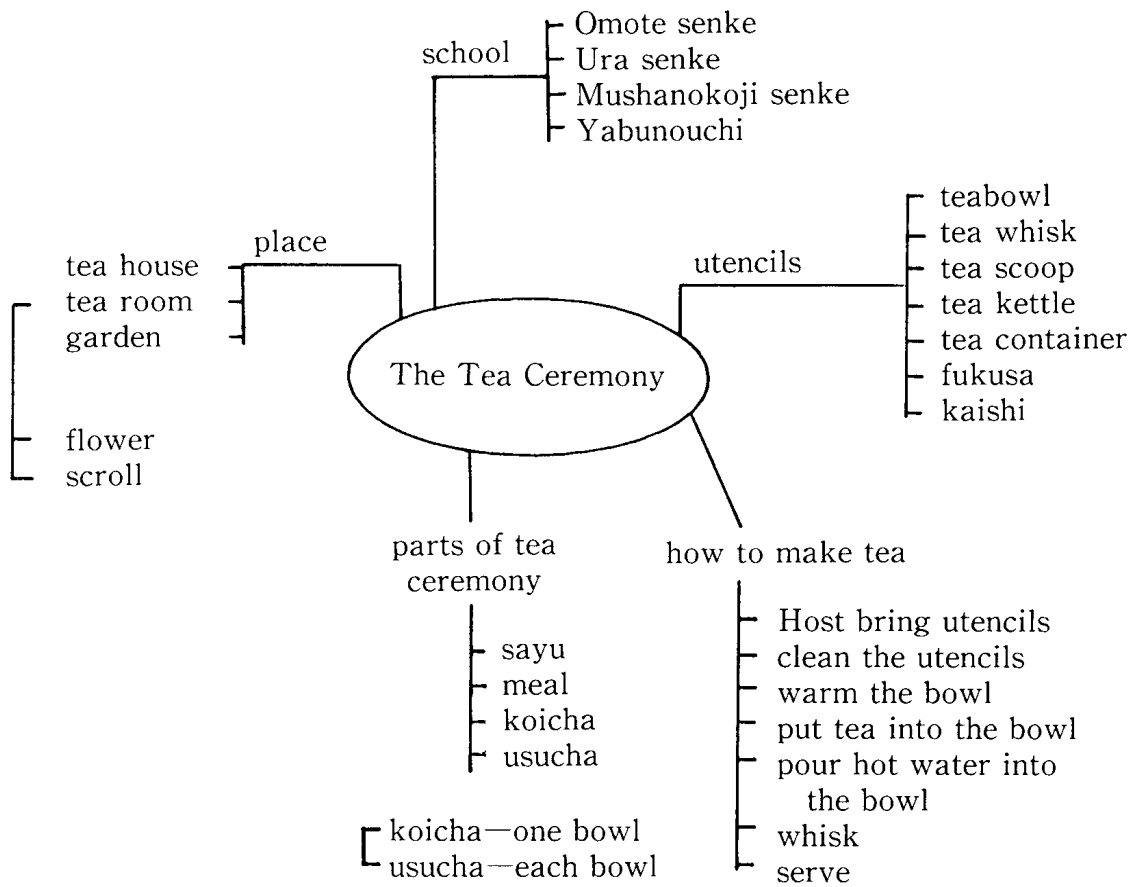 school
Omote senke
Ura senke
Mushanokoji senke
Yabunouchi
place
tea house
tea room
garden
flower
scroll
utencils
teabowl
tea whisk
tea scoop
tea kettle
tea container
fukusa
kaishi
The Tea Ceremony
parts of tea
ceremony
sayu
meal
koicha
usucha
koicha—one bowl
usucha—each bowl
how to make tea
Host bring utencils
clean the utencils
warm the bowl
put tea into the bowl
pour hot water into
the bowl
whisk
serve